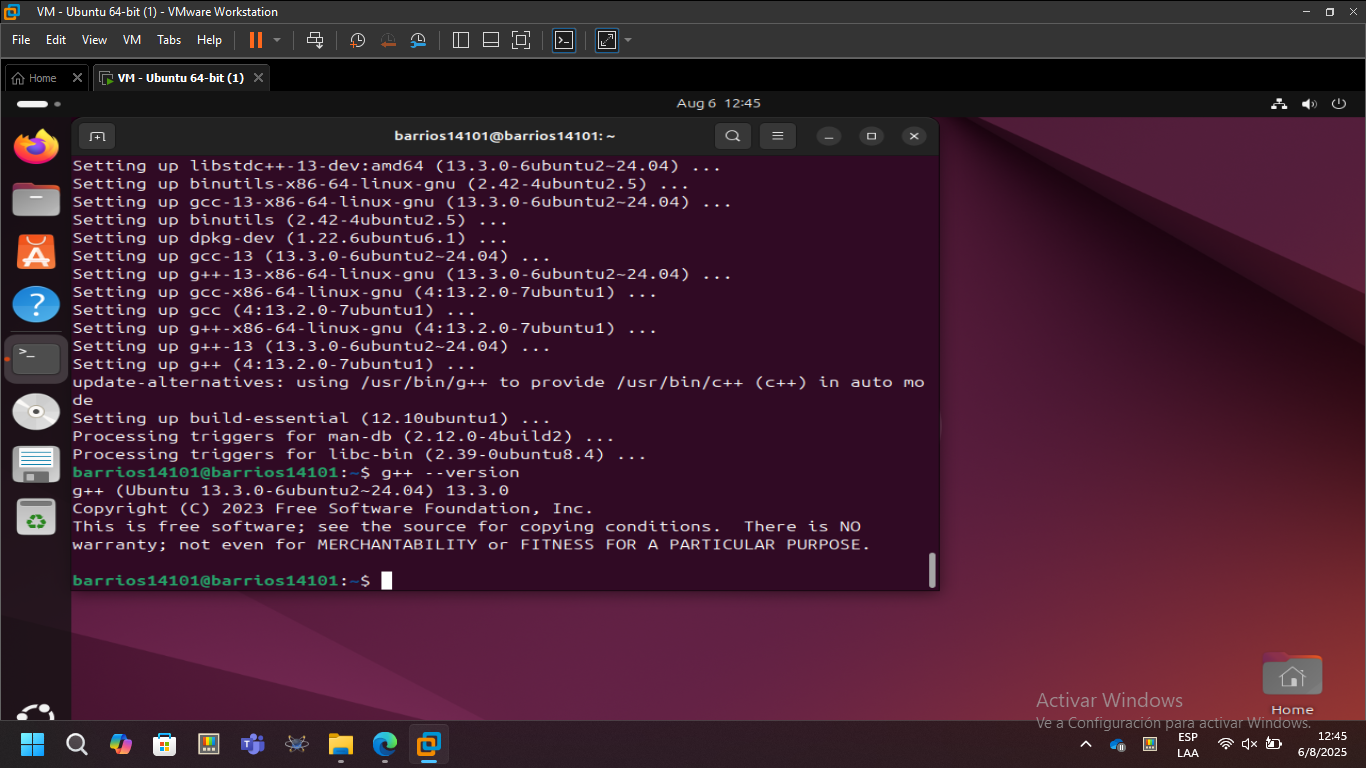 VM - Ubuntu 64-bit (1) - VMware Workstation
File Edit View VM Tabs Help
Home
VM - Ubuntu 64-bit (1)
Aug 6 12:45
barrios14101@barrios14101: ~
Setting up libstdc++-13-dev:amd64 (13.3.0-6ubuntu2~24.04) ...
Setting up binutils-x86-64-linux-gnu (2.42-4ubuntu2.5) ...
Setting up gcc-13-x86-64-linux-gnu (13.3.0-6ubuntu2~24.04) ...
Setting up binutils (2.42-4ubuntu2.5) ...
Setting up dpkg-dev (1.22.6ubuntu6.1) ...
Setting up gcc-13 (13.3.0-6ubuntu2~24.04) ...
Setting up g++-13-x86-64-linux-gnu (13.3.0-6ubuntu2~24.04) ...
Setting up gcc-x86-64-linux-gnu (4:13.2.0-7ubuntu1) ...
Setting up gcc (4:13.2.0-7ubuntu1) ...
Setting up g++-x86-64-linux-gnu (4:13.2.0-7ubuntu1) ...
Setting up g++-13 (13.3.0-6ubuntu2~24.04) ...
Setting up g++ (4:13.2.0-7ubuntu1) ...
update-alternatives: using /usr/bin/g++ to provide /usr/bin/c++ (c++) in auto mo
de
Setting up build-essential (12.10ubuntu1) ...
Processing triggers for man-db (2.12.0-4build2) ...
Processing triggers for libc-bin (2.39-0ubuntu8.4) ...
barrios14101@barrios14101:~$ g++ --version
g++ (Ubuntu 13.3.0-6ubuntu2~24.04) 13.3.0
Copyright (C) 2023 Free Software Foundation, Inc.
This is free software; see the source for copying conditions.  There is NO
warranty; not even for MERCHANTABILITY or FITNESS FOR A PARTICULAR PURPOSE.
barrios14101@barrios14101:~$
Home
Activar Windows
Ve a Configuración para activar Windows.
ESP
LAA
12:45
6/8/2025